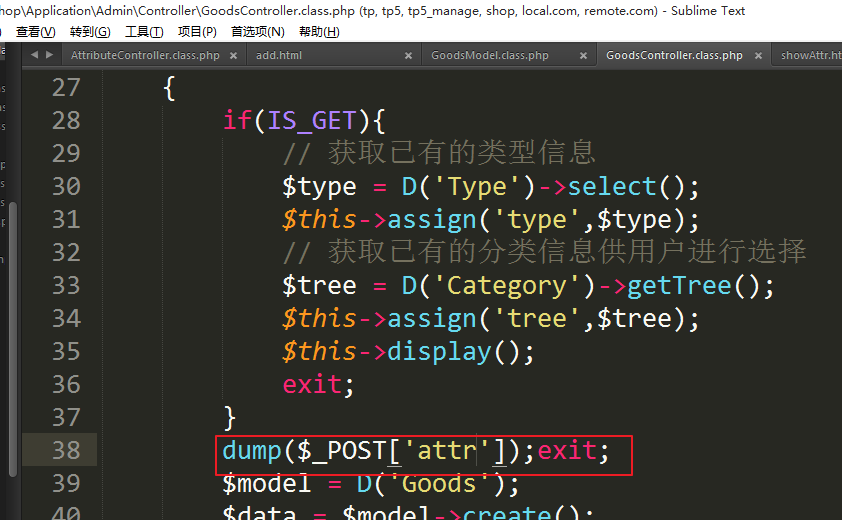 hop\Application\Admin\Controller\GoodsController.class.php (tp, tp5, tp5_manage, shop, local.com, remote.com) - Sublime Text
) 查看(V) 转到(G) 工具(T) 项目(P) 首选项(N) 帮助(H)
AttributeController.class.php × add.html × GoodsModel.class.php × GoodsController.class.php × showAttr.ht
27 {
28 if(IS_GET){
29 // 获取已有的类型信息
30 $type = D('Type')->select();
31 $this->assign('type',$type);
32 // 获取已有的分类信息供用户进行选择
33 $tree = D('Category')->getTree();
34 $this->assign('tree',$tree);
35 $this->display();
36 exit;
37 }
38 dump($_POST['attr']);exit;
39 $model = D('Goods');
40 $data = $model->create();